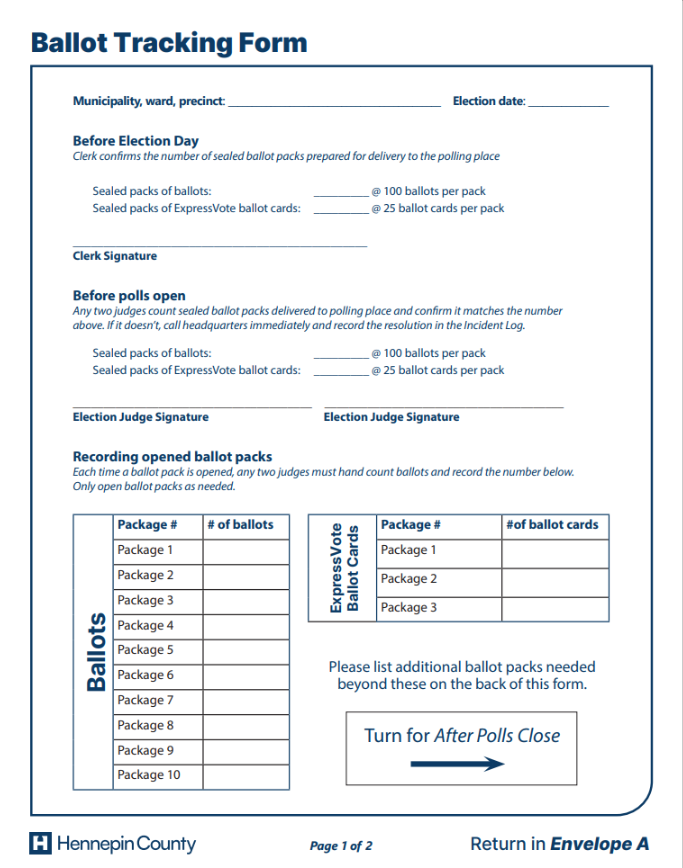 Ballot Tracking Form
Municipality, ward, precinct: ______________________________ Election date: ____________
Before Election Day
Clerk confirms the number of sealed ballot packs prepared for delivery to the polling place
Sealed packs of ballots: _________ @ 100 ballots per pack
Sealed packs of ExpressVote ballot cards: _________ @ 25 ballot cards per pack
Clerk Signature
Before polls open
Any two judges count sealed ballot packs delivered to polling place and confirm it matches the number
above. If it doesn't, call headquarters immediately and record the resolution in the Incident Log.
Sealed packs of ballots: _________ @ 100 ballots per pack
Sealed packs of ExpressVote ballot cards: _________ @ 25 ballot cards per pack
Election Judge Signature Election Judge Signature
Recording opened ballot packs
Each time a ballot pack is opened, any two judges must hand count ballots and record the number below.
Only open ballot packs as needed.
Ballots
Package # # of ballots
Package 1
Package 2
Package 3
Package 4
Package 5
Package 6
Package 7
Package 8
Package 9
Package 10
ExpressVote
Ballot Cards
Package # #of ballot cards
Package 1
Package 2
Package 3
Please list additional ballot packs needed
beyond these on the back of this form.
Turn for After Polls Close
Hennepin County
Page 1 of 2
Return in Envelope A